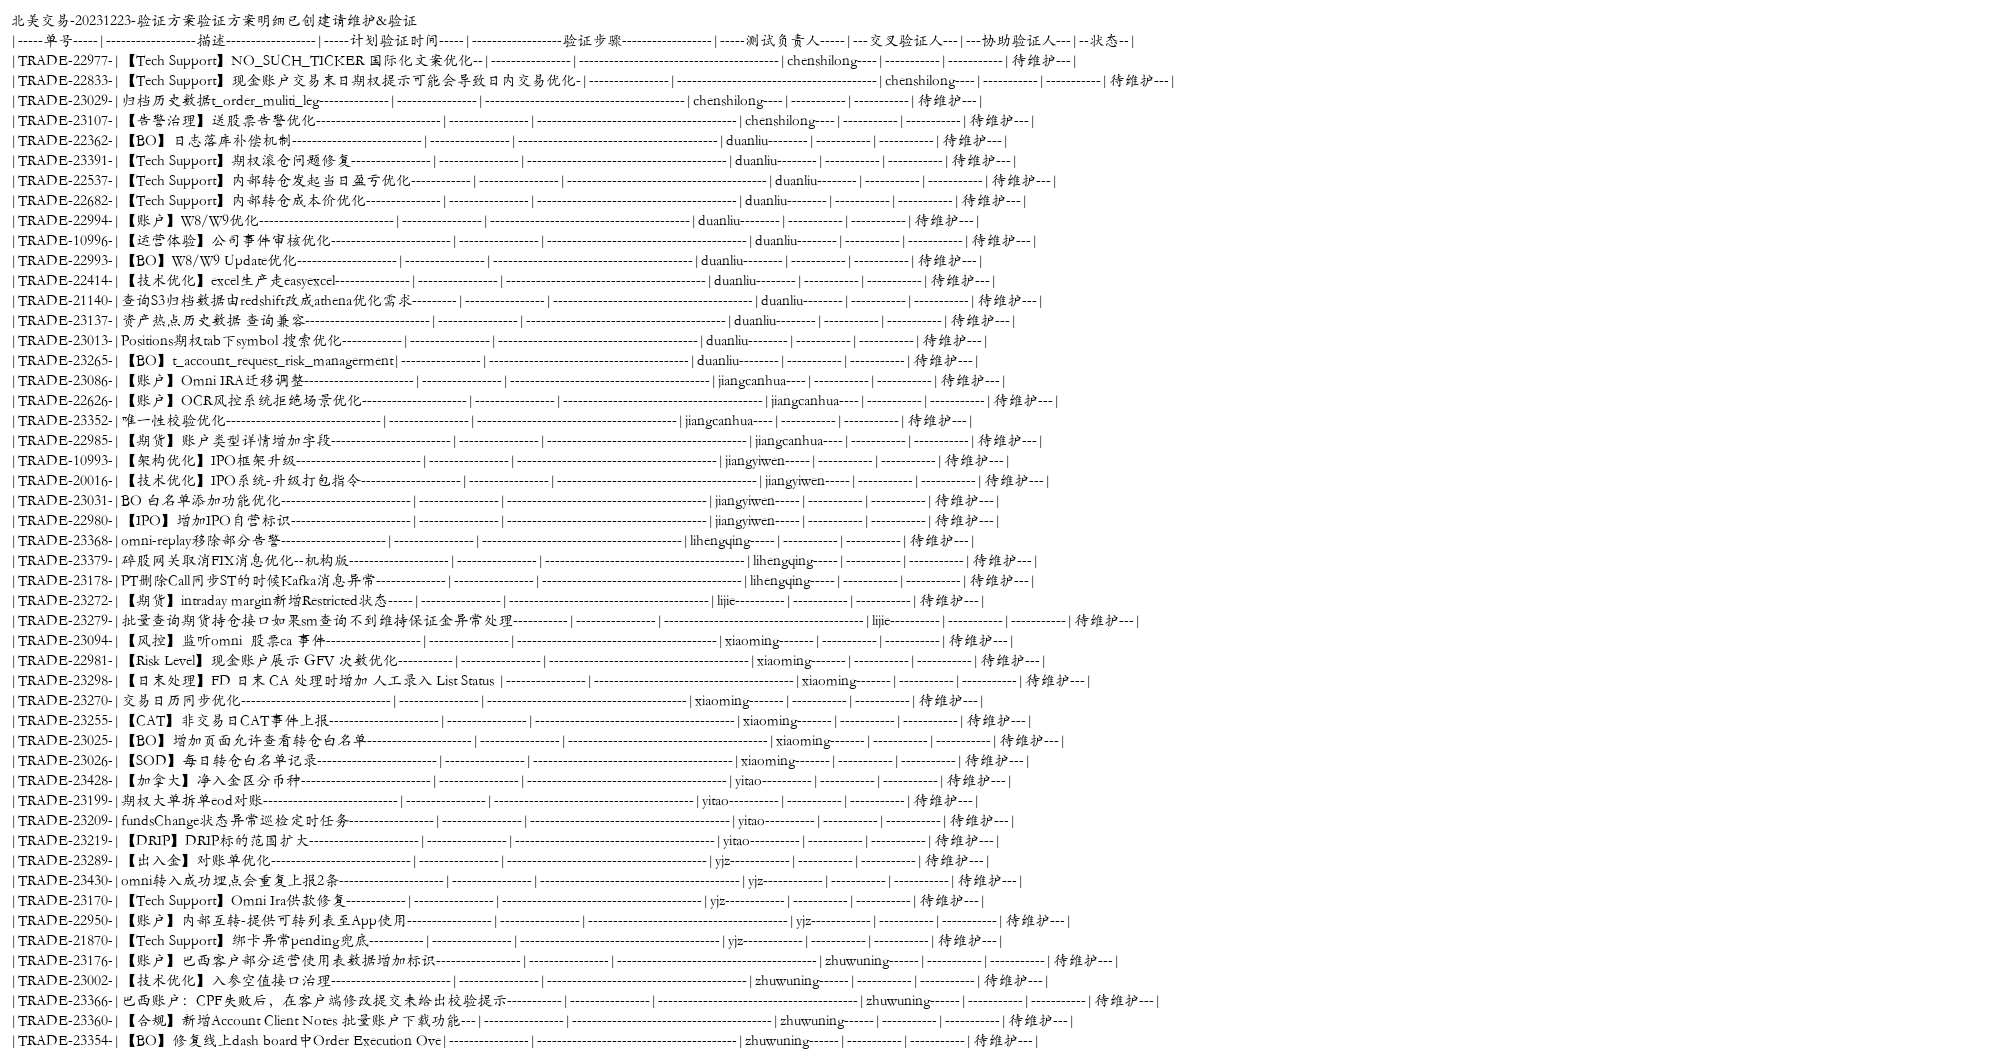 北美交易-20231223-验证方案验证方案明细已创建请维护&验证
|-----单号-----|------------------描述------------------|-----计划验证时间-----|------------------验证步骤------------------|-----测试负责人-----|---交叉验证人---|---协助验证人---|--状态--|
|TRADE-22977-|【Tech Support】NO_SUCH_TICKER 国际化文案优化--|----------------|----------------------------------------|chenshilong----|-----------|-----------|待维护---|
|TRADE-22833-|【Tech Support】现金账户交易末日期权提示可能会导致日内交易优化-|----------------|----------------------------------------|chenshilong----|-----------|-----------|待维护---|
|TRADE-23029-|归档历史数据t_order_muliti_leg--------------|----------------|----------------------------------------|chenshilong----|-----------|-----------|待维护---|
|TRADE-23107-|【告警治理】送股票告警优化-------------------------|----------------|----------------------------------------|chenshilong----|-----------|-----------|待维护---|
|TRADE-22362-|【BO】日志落库补偿机制--------------------------|----------------|----------------------------------------|duanliu--------|-----------|-----------|待维护---|
|TRADE-23391-|【Tech Support】期权滚仓问题修复----------------|----------------|----------------------------------------|duanliu--------|-----------|-----------|待维护---|
|TRADE-22537-|【Tech Support】内部转仓发起当日盈亏优化------------|----------------|----------------------------------------|duanliu--------|-----------|-----------|待维护---|
|TRADE-22682-|【Tech Support】内部转仓成本价优化---------------|----------------|----------------------------------------|duanliu--------|-----------|-----------|待维护---|
|TRADE-22994-|【账户】W8/W9优化----------------------------|----------------|----------------------------------------|duanliu--------|-----------|-----------|待维护---|
|TRADE-10996-|【运营体验】公司事件审核优化------------------------|----------------|----------------------------------------|duanliu--------|-----------|-----------|待维护---|
|TRADE-22993-|【BO】W8/W9 Update优化--------------------|----------------|----------------------------------------|duanliu--------|-----------|-----------|待维护---|
|TRADE-22414-|【技术优化】excel生产走easyexcel---------------|----------------|----------------------------------------|duanliu--------|-----------|-----------|待维护---|
|TRADE-21140-|查询S3归档数据由redshift改成athena优化需求---------|----------------|----------------------------------------|duanliu--------|-----------|-----------|待维护---|
|TRADE-23137-|资产热点历史数据 查询兼容-------------------------|----------------|----------------------------------------|duanliu--------|-----------|-----------|待维护---|
|TRADE-23013-|Positions期权tab下symbol 搜索优化------------|----------------|----------------------------------------|duanliu--------|-----------|-----------|待维护---|
|TRADE-23265-|【BO】t_account_request_risk_managerment|----------------|----------------------------------------|duanliu--------|-----------|-----------|待维护---|
|TRADE-23086-|【账户】Omni IRA迁移调整----------------------|----------------|----------------------------------------|jiangcanhua----|-----------|-----------|待维护---|
|TRADE-22626-|【账户】OCR风控系统拒绝场景优化---------------------|----------------|----------------------------------------|jiangcanhua----|-----------|-----------|待维护---|
|TRADE-23352-|唯一性校验优化-------------------------------|----------------|----------------------------------------|jiangcanhua----|-----------|-----------|待维护---|
|TRADE-22985-|【期货】账户类型详情增加字段------------------------|----------------|----------------------------------------|jiangcanhua----|-----------|-----------|待维护---|
|TRADE-10993-|【架构优化】IPO框架升级-------------------------|----------------|----------------------------------------|jiangyiwen-----|-----------|-----------|待维护---|
|TRADE-20016-|【技术优化】IPO系统-升级打包指令--------------------|----------------|----------------------------------------|jiangyiwen-----|-----------|-----------|待维护---|
|TRADE-23031-|BO 白名单添加功能优化---------------------------|----------------|----------------------------------------|jiangyiwen-----|-----------|-----------|待维护---|
|TRADE-22980-|【IPO】增加IPO自营标识------------------------|----------------|----------------------------------------|jiangyiwen-----|-----------|-----------|待维护---|
|TRADE-23368-|omni-replay移除部分告警----------------------|----------------|----------------------------------------|lihengqing-----|-----------|-----------|待维护---|
|TRADE-23379-|碎股网关取消FIX消息优化--机构版--------------------|----------------|----------------------------------------|lihengqing-----|-----------|-----------|待维护---|
|TRADE-23178-|PT删除Call同步ST的时候Kafka消息异常--------------|----------------|----------------------------------------|lihengqing-----|-----------|-----------|待维护---|
|TRADE-23272-|【期货】intraday margin新增Restricted状态-----|----------------|----------------------------------------|lijie----------|-----------|-----------|待维护---|
|TRADE-23279-|批量查询期货持仓接口如果sm查询不到维持保证金异常处理-----------|----------------|----------------------------------------|lijie----------|-----------|-----------|待维护---|
|TRADE-23094-|【风控】监听omni  股票ca 事件-------------------|----------------|----------------------------------------|xiaoming-------|-----------|-----------|待维护---|
|TRADE-22981-|【Risk Level】现金账户展示 GFV 次数优化-----------|----------------|----------------------------------------|xiaoming-------|-----------|-----------|待维护---|
|TRADE-23298-|【日末处理】FD 日末 CA 处理时增加 人工录入 List Status |----------------|----------------------------------------|xiaoming-------|-----------|-----------|待维护---|
|TRADE-23270-|交易日历同步优化------------------------------|----------------|----------------------------------------|xiaoming-------|-----------|-----------|待维护---|
|TRADE-23255-|【CAT】非交易日CAT事件上报----------------------|----------------|----------------------------------------|xiaoming-------|-----------|-----------|待维护---|
|TRADE-23025-|【BO】增加页面允许查看转仓白名单---------------------|----------------|----------------------------------------|xiaoming-------|-----------|-----------|待维护---|
|TRADE-23026-|【SOD】每日转仓白名单记录------------------------|----------------|----------------------------------------|xiaoming-------|-----------|-----------|待维护---|
|TRADE-23428-|【加拿大】净入金区分币种--------------------------|----------------|----------------------------------------|yitao----------|-----------|-----------|待维护---|
|TRADE-23199-|期权大单拆单eod对账---------------------------|----------------|----------------------------------------|yitao----------|-----------|-----------|待维护---|
|TRADE-23209-|fundsChange状态异常巡检定时任务-----------------|----------------|----------------------------------------|yitao----------|-----------|-----------|待维护---|
|TRADE-23219-|【DRIP】DRIP标的范围扩大----------------------|----------------|----------------------------------------|yitao----------|-----------|-----------|待维护---|
|TRADE-23289-|【出入金】对账单优化----------------------------|----------------|----------------------------------------|yjz------------|-----------|-----------|待维护---|
|TRADE-23430-|omni转入成功埋点会重复上报2条---------------------|----------------|----------------------------------------|yjz------------|-----------|-----------|待维护---|
|TRADE-23170-|【Tech Support】Omni Ira供款修复------------|----------------|----------------------------------------|yjz------------|-----------|-----------|待维护---|
|TRADE-22950-|【账户】内部互转-提供可转列表至App使用-----------------|----------------|----------------------------------------|yjz------------|-----------|-----------|待维护---|
|TRADE-21870-|【Tech Support】绑卡异常pending兜底-----------|----------------|----------------------------------------|yjz------------|-----------|-----------|待维护---|
|TRADE-23176-|【账户】巴西客户部分运营使用表数据增加标识-----------------|----------------|----------------------------------------|zhuwuning------|-----------|-----------|待维护---|
|TRADE-23002-|【技术优化】入参空值接口治理------------------------|----------------|----------------------------------------|zhuwuning------|-----------|-----------|待维护---|
|TRADE-23366-|巴西账户：CPF失败后，在客户端修改提交未给出校验提示-----------|----------------|----------------------------------------|zhuwuning------|-----------|-----------|待维护---|
|TRADE-23360-|【合规】新增Account Client Notes 批量账户下载功能---|----------------|----------------------------------------|zhuwuning------|-----------|-----------|待维护---|
|TRADE-23354-|【BO】修复线上dash board中Order Execution Ove|----------------|----------------------------------------|zhuwuning------|-----------|-----------|待维护---|